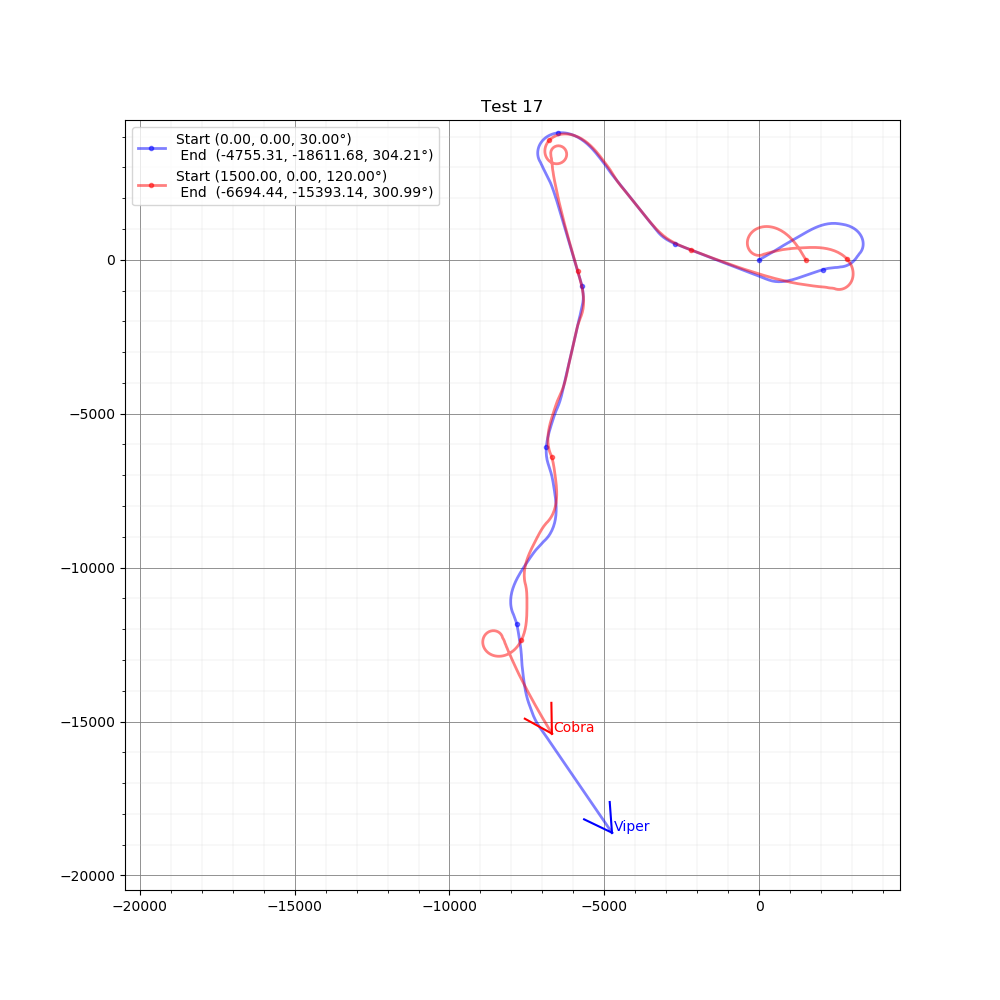 Test 17
Start (0.00, 0.00, 30.00°)
End (-4755.31, -18611.68, 304.21°)
Start (1500.00, 0.00, 120.00°)
End (-6694.44, -15393.14, 300.99°)
0
−5000
−10000
−15000
−20000
Cobra
Viper
−20000 −15000 −10000 −5000 0